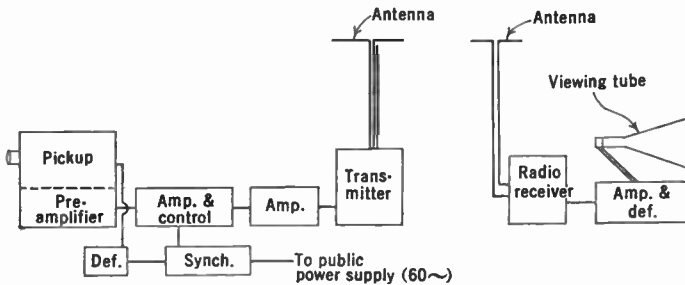 Antenna
Antenna
Viewing tube
Pickup
Pre-
amplifier
Amp. &
control
Amp.
Trans-
mitter
Radio
receiver
Amp. &
def.
Def.
Synch.
To public
power supply (60~)